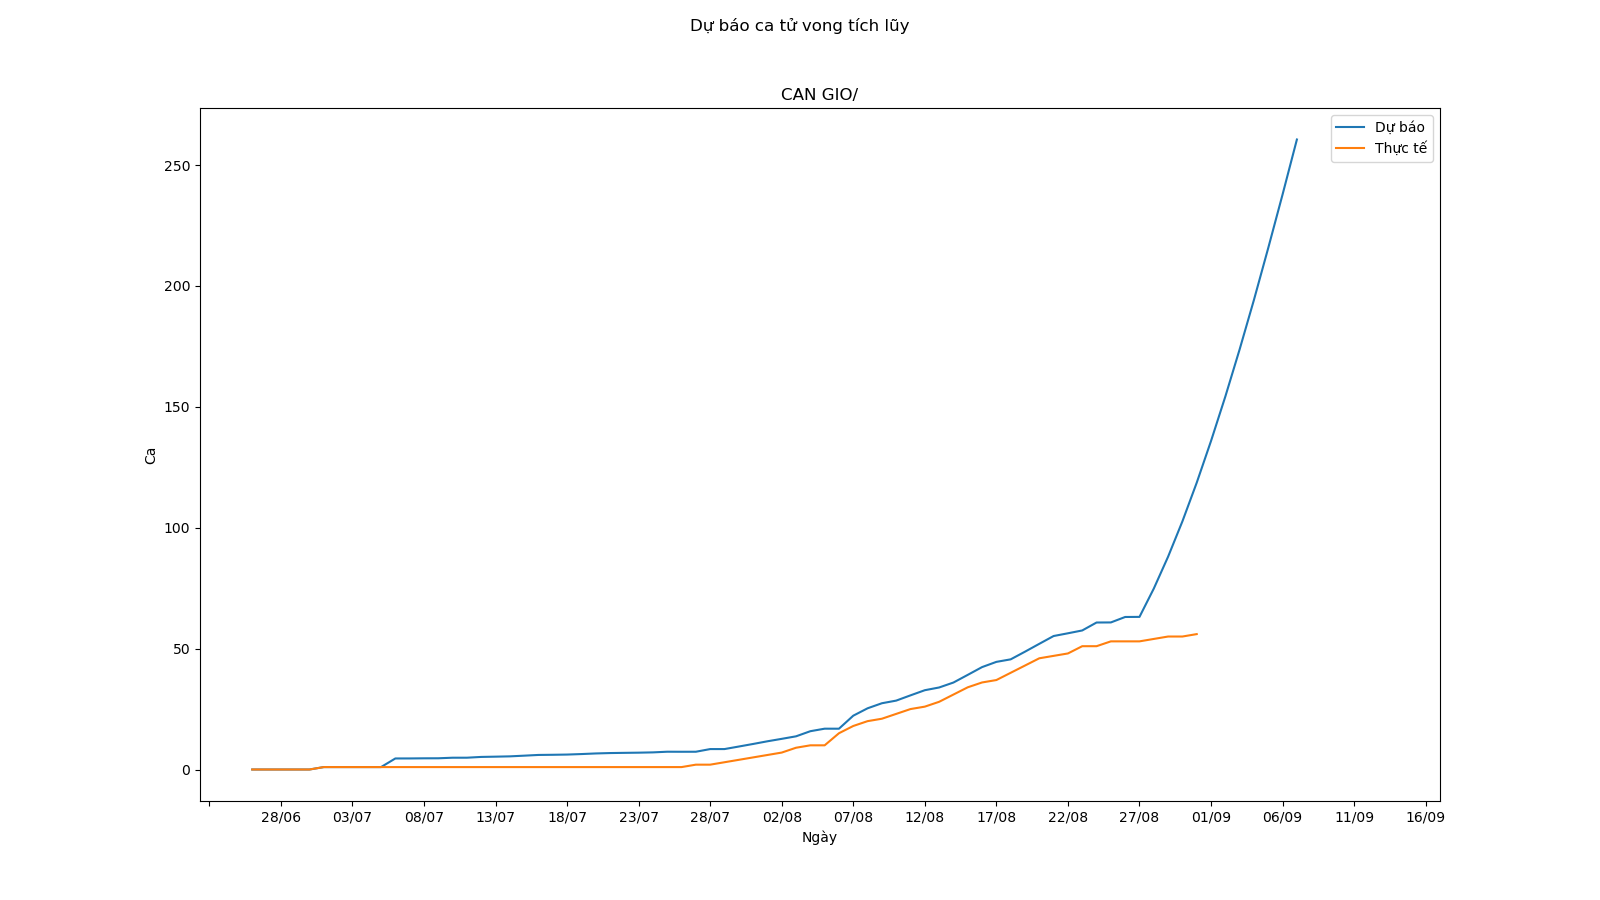 Dự báo ca tử vong tích lũy
CAN GIO/
Dự báo
Thực tế
250
200
150
100
50
0
Ca
28/06 03/07 08/07 13/07 18/07 23/07 28/07 02/08 07/08 12/08 17/08 22/08 27/08 01/09 06/09 11/09 16/09
Ngày